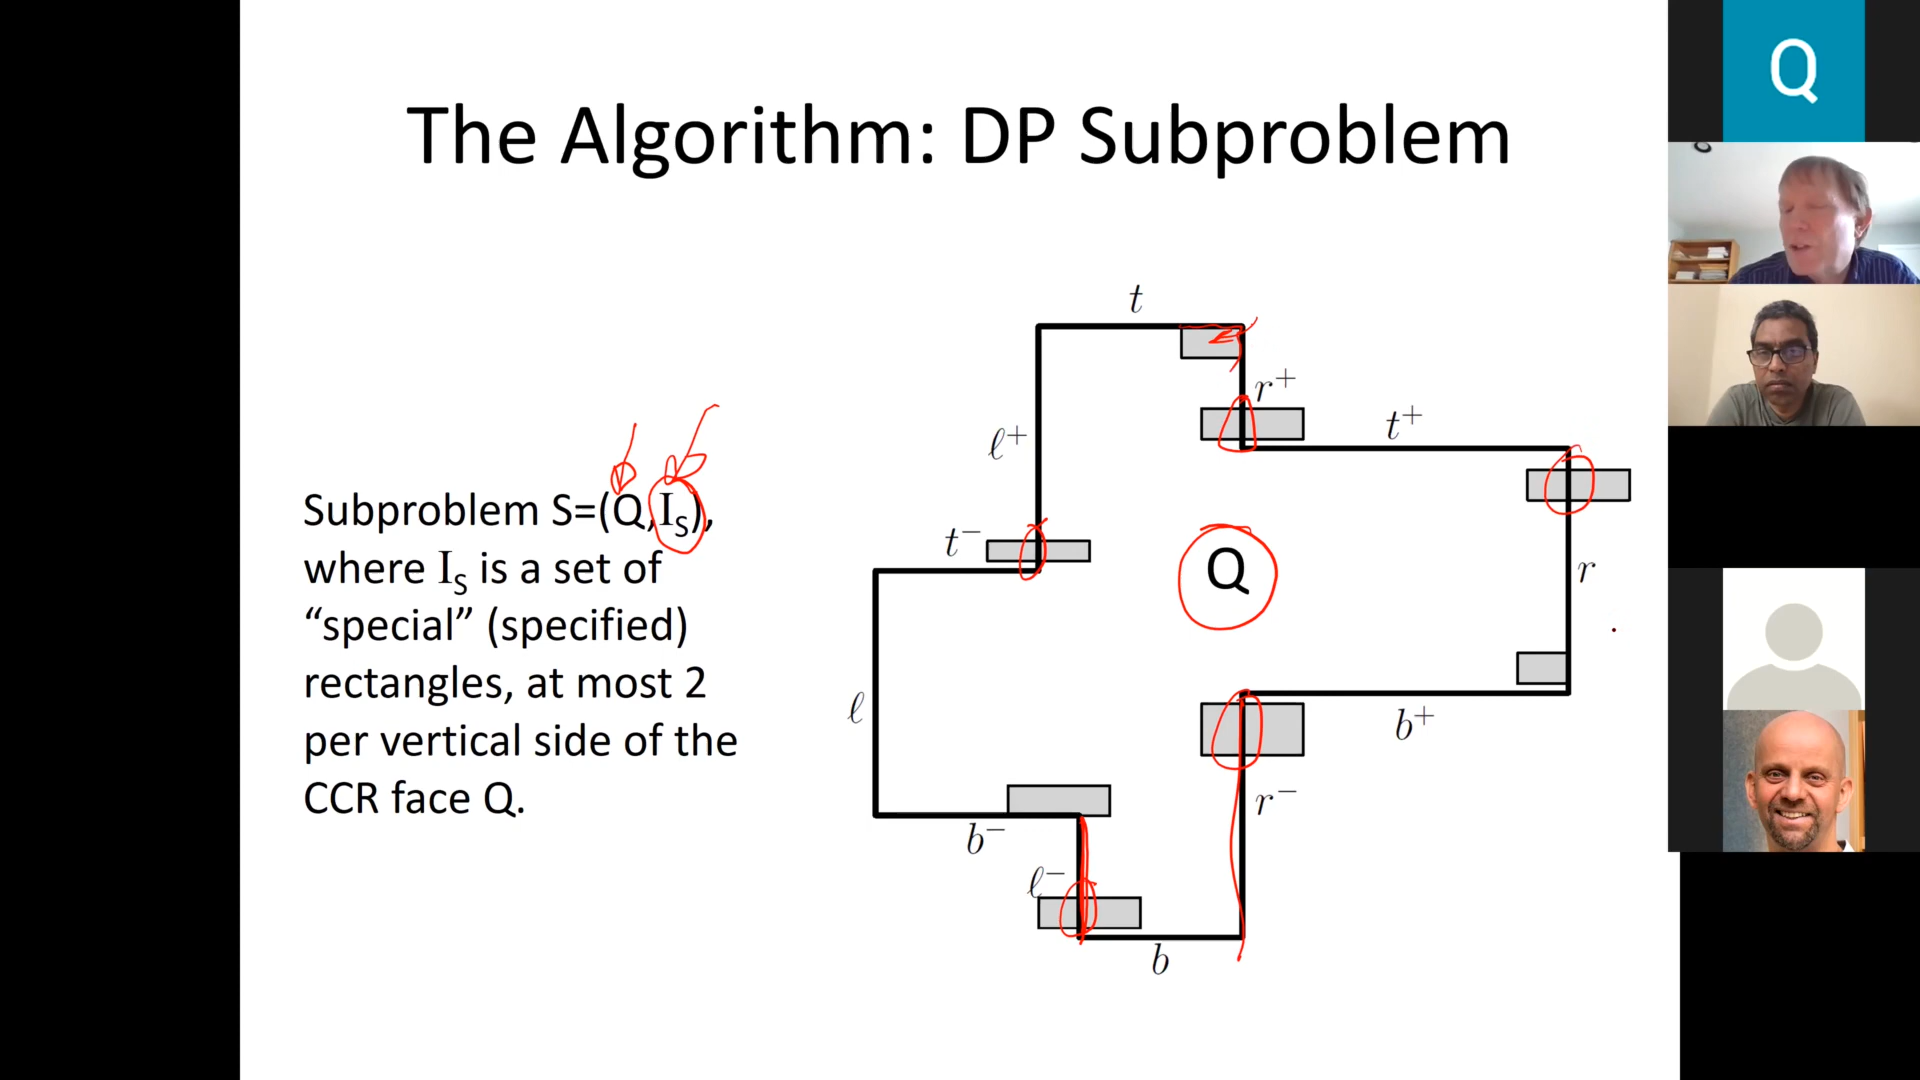 The Algorithm: DP Subproblem
Q
t
r⁺
t⁺
ℓ⁺
Subproblem S=(Q,I_S),
where I_S is a set of
“special” (specified)
rectangles, at most 2
per vertical side of the
CCR face Q.
t⁻
Q
r
ℓ
b⁺
b⁻
r⁻
ℓ⁻
b